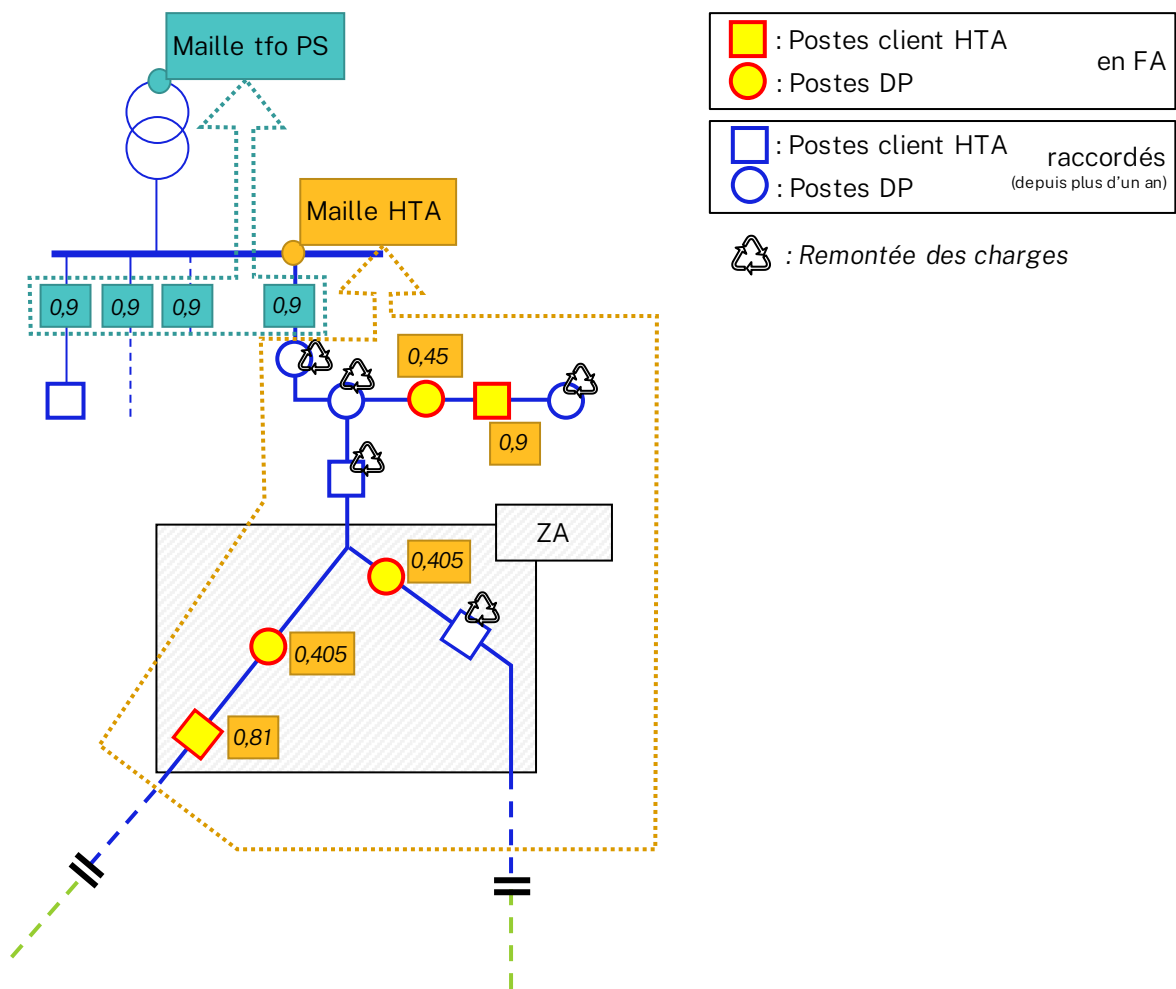 Maille tfo PS
: Postes client HTA
en FA
: Postes DP
: Postes client HTA
raccordés
(depuis plus d'un an)
: Postes DP
Maille HTA
: Remontée des charges
0,9
0,9
0,9
0,9
0,45
0,9
ZA
0,405
0,405
0,81